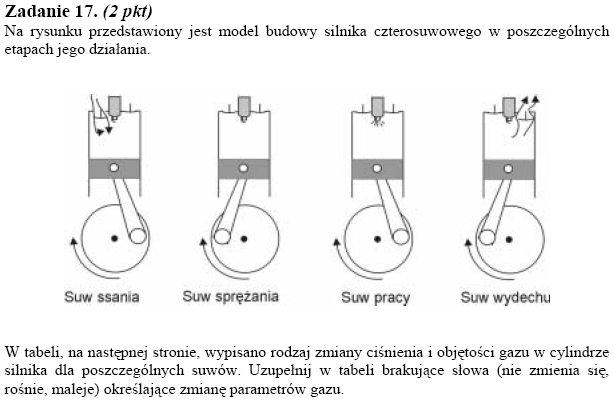 Zadanie 17. (2 pkt)
Na rysunku przedstawiony jest model budowy silnika czterosuwowego w poszczególnych
etapach jego działania.
Suw ssania Suw sprężania Suw pracy Suw wydechu
W tabeli, na następnej stronie, wypisano rodzaj zmiany ciśnienia i objętości gazu w cylindrze
silnika dla poszczególnych suwów. Uzupełnij w tabeli brakujące słowa (nie zmienia się,
rośnie, maleje) określające zmianę parametrów gazu.